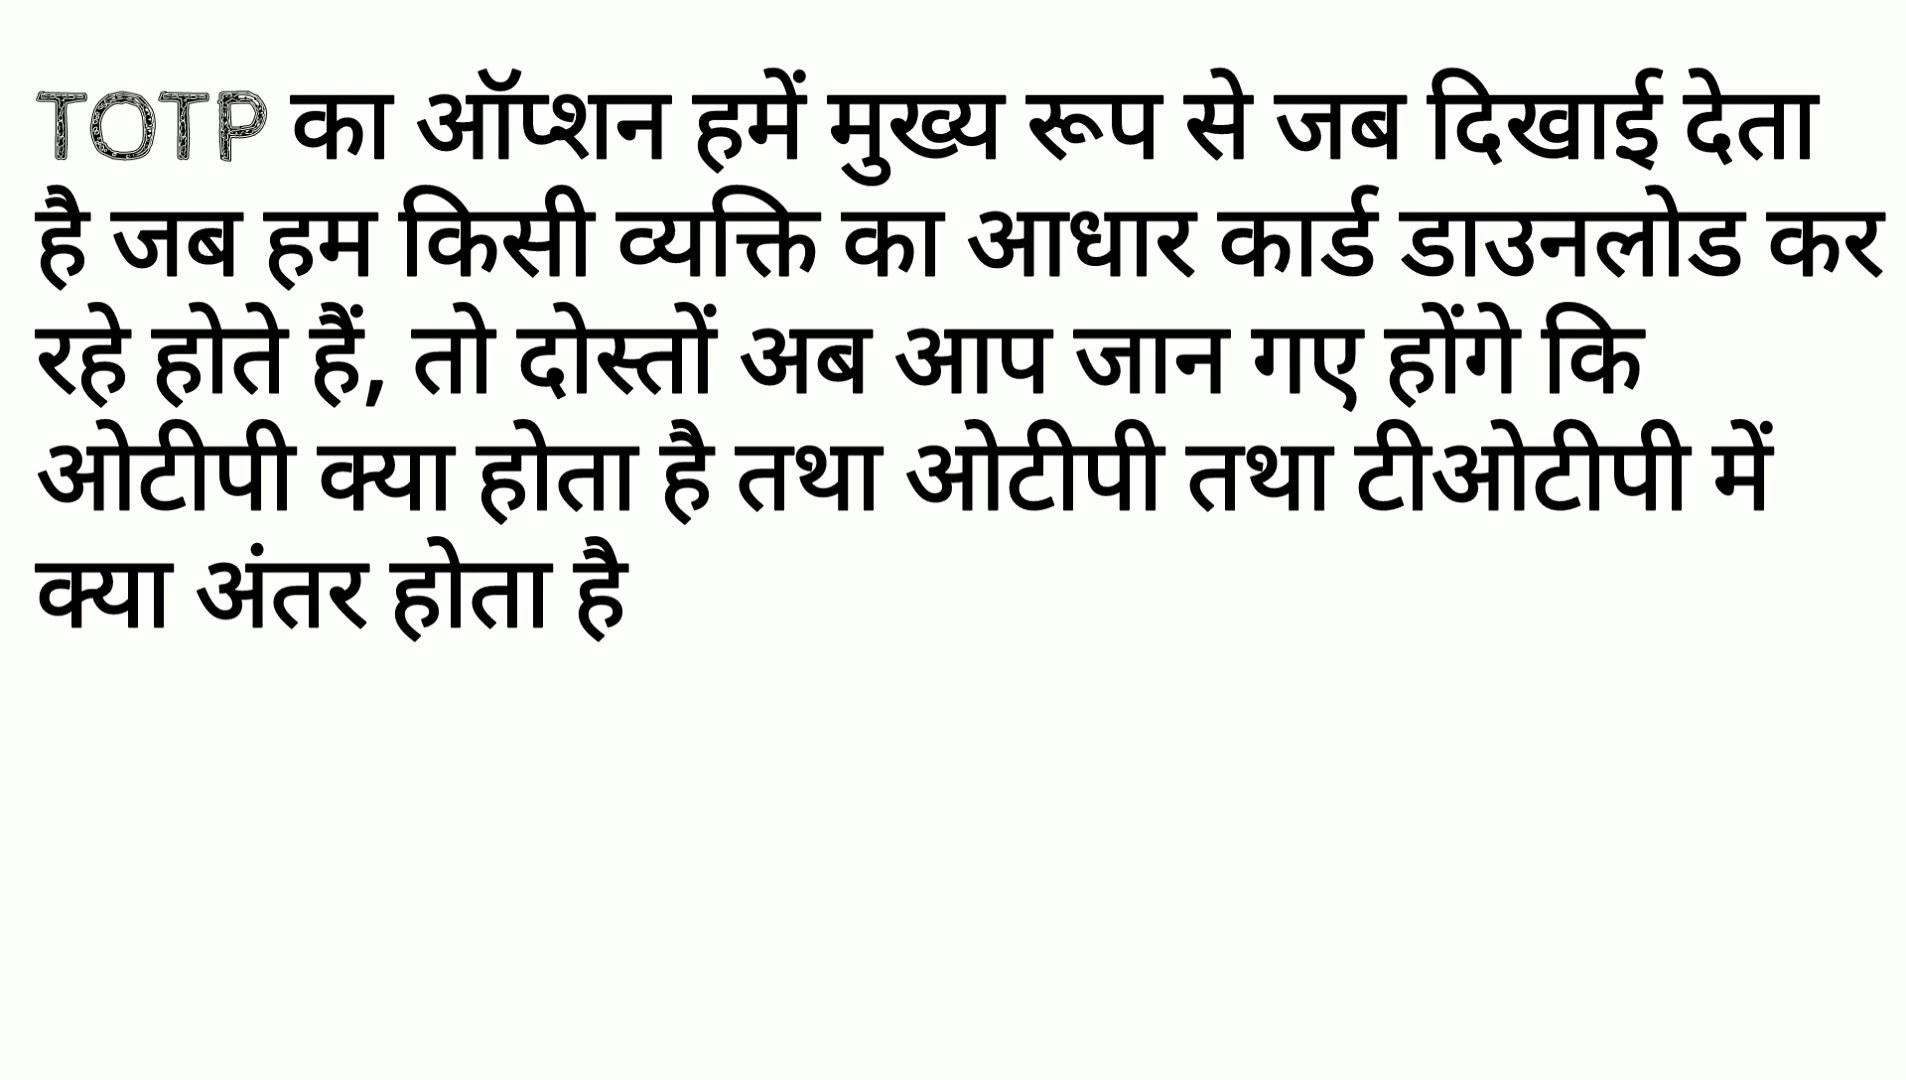 TOTP का ऑप्शन हमें मुख्य रूप से जब दिखाई देता
है जब हम किसी व्यक्ति का आधार कार्ड डाउनलोड कर
रहे होते हैं, तो दोस्तों अब आप जान गए होंगे कि
ओटीपी क्या होता है तथा ओटीपी तथा टीओटीपी में
क्या अंतर होता है